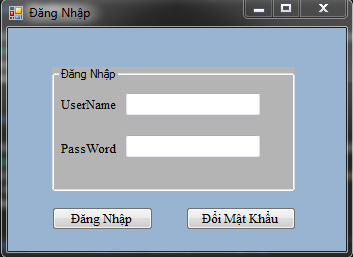 Đăng Nhập
Đăng Nhập
UserName
PassWord
Đăng Nhập Đổi Mật Khẩu